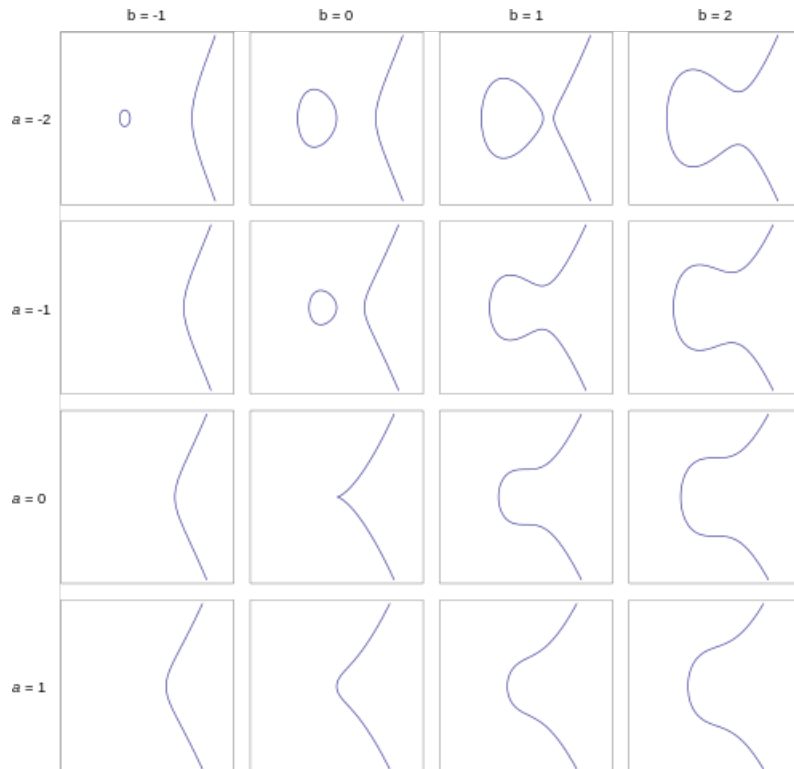 b = -1 b = 0 b = 1 b = 2
a = -2
a = -1
a = 0
a = 1